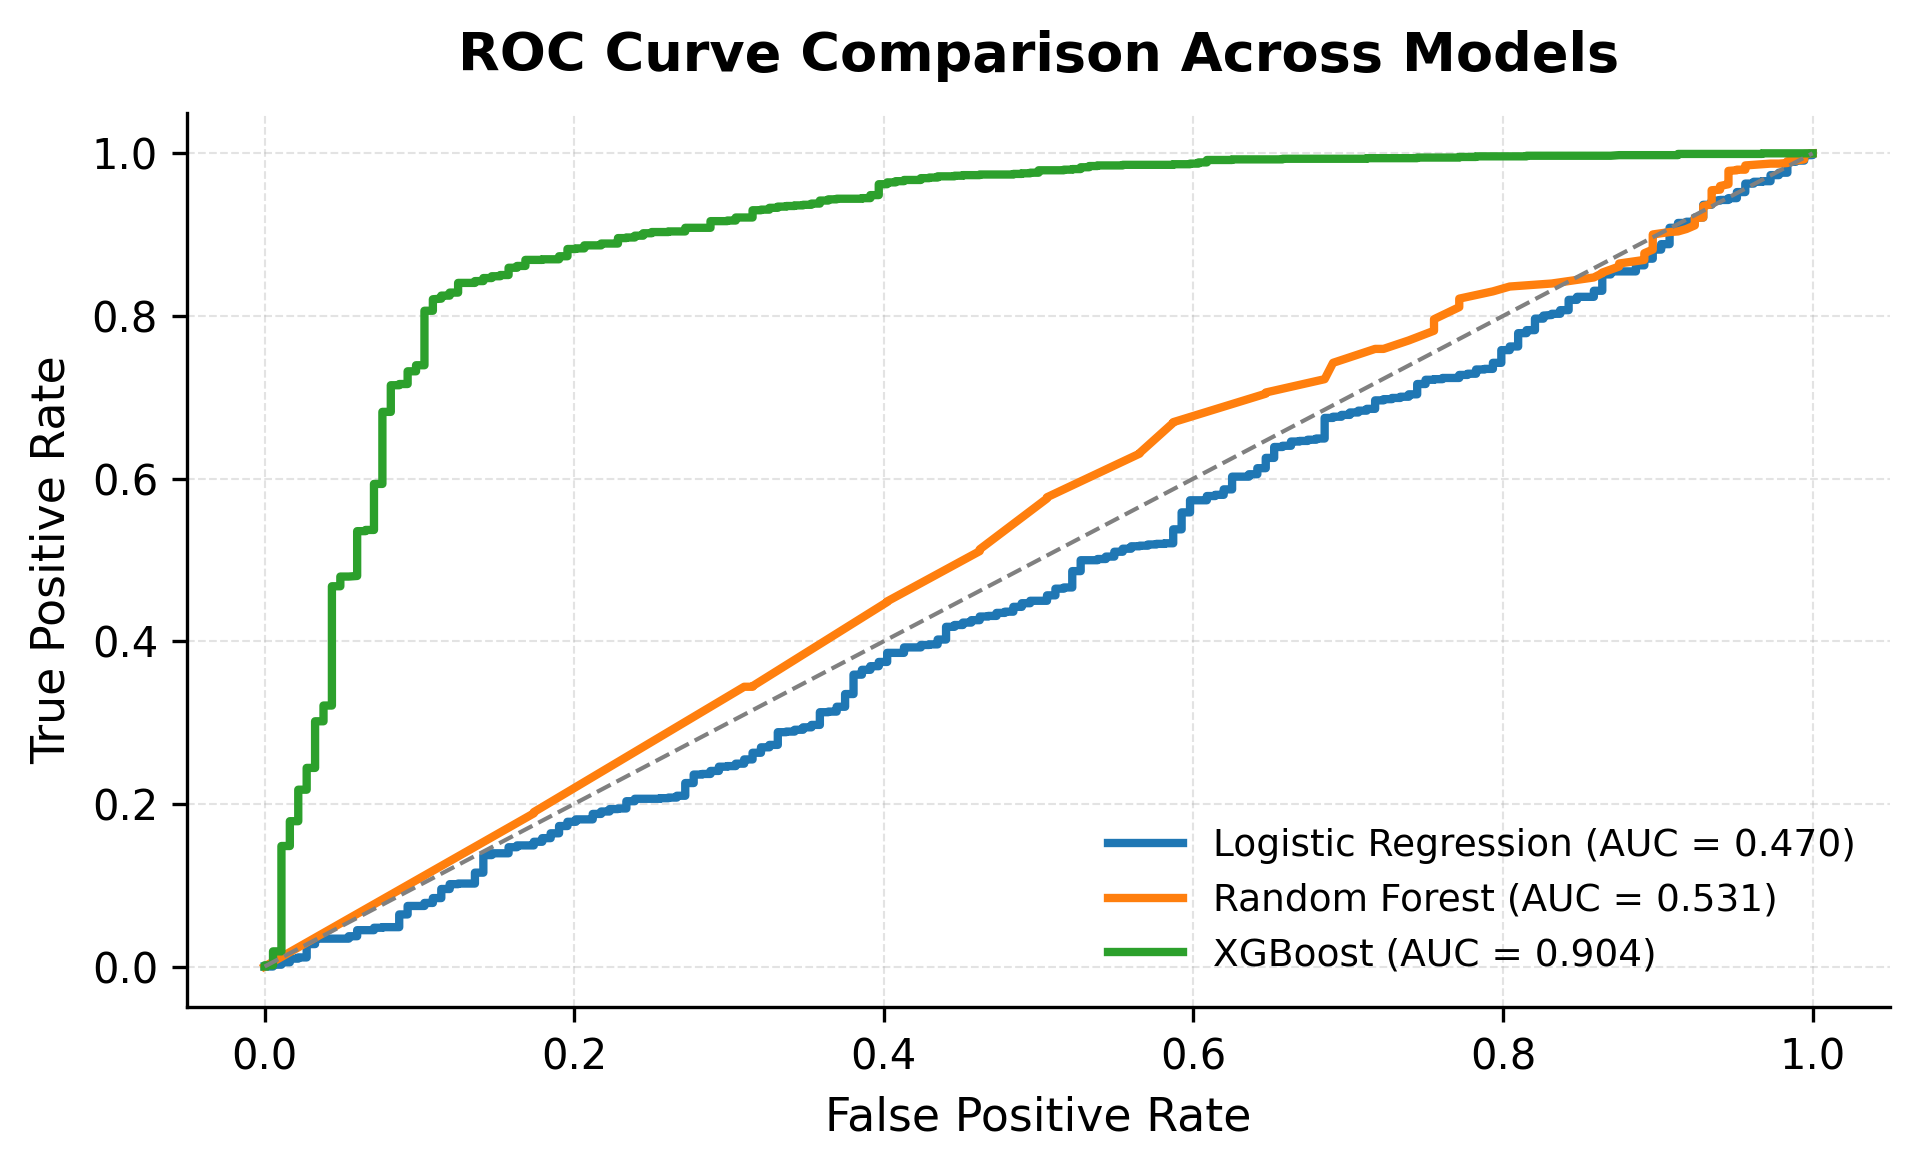 ROC Curve Comparison Across Models
True Positive Rate
1.0
0.8
0.6
0.4
0.2
0.0
Logistic Regression (AUC = 0.470)
Random Forest (AUC = 0.531)
XGBoost (AUC = 0.904)
0.0 0.2 0.4 0.6 0.8 1.0
False Positive Rate